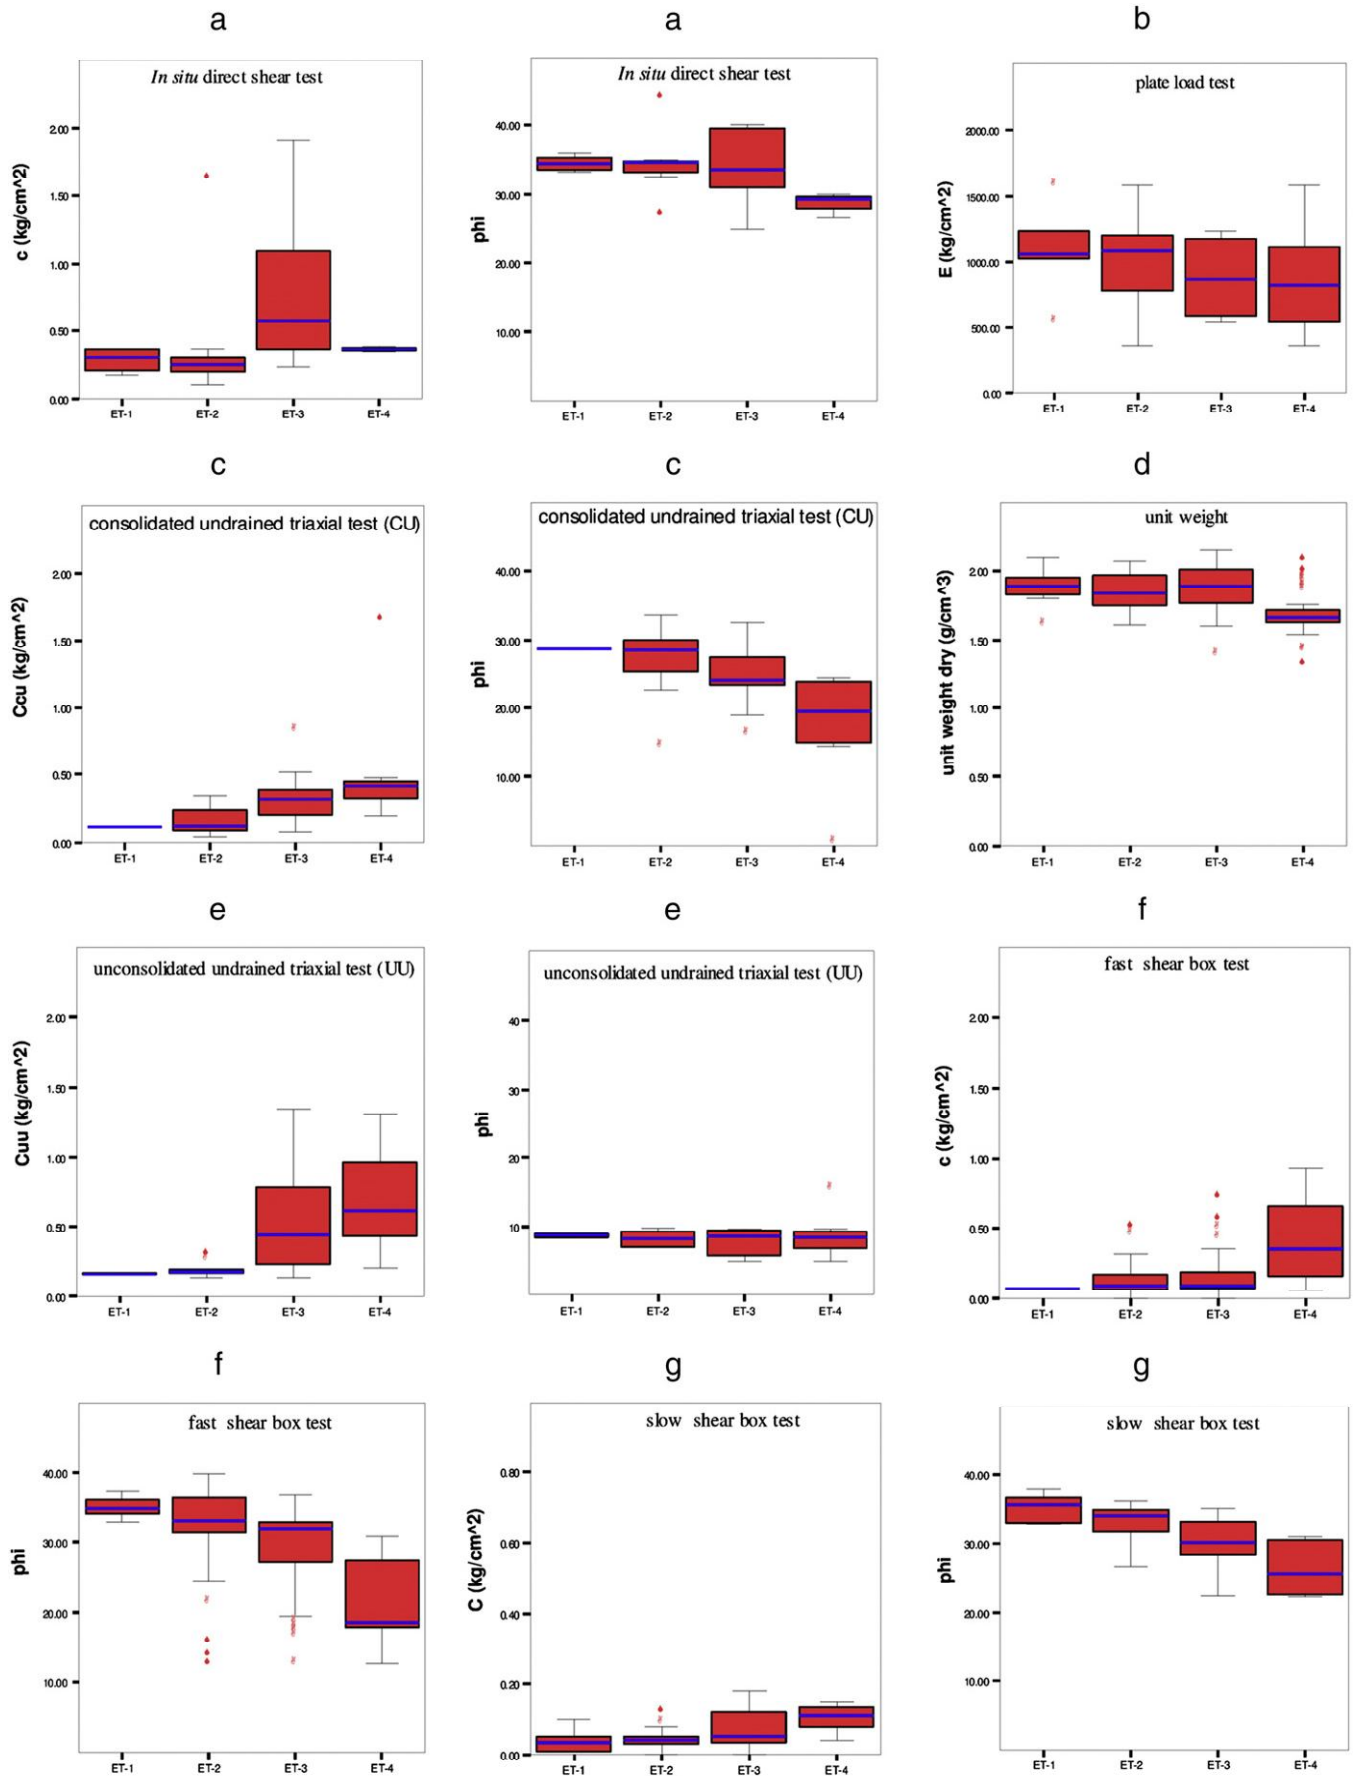 a
a
b
In situ direct shear test
c (kg/cm^2)
2.00
1.50
1.00
0.50
0.00
ET-1 ET-2 ET-3 ET-4
In situ direct shear test
phi
40.00
30.00
20.00
10.00
ET-1 ET-2 ET-3 ET-4
plate load test
E (kg/cm^2)
2000.00
1500.00
1000.00
500.00
0.00
ET-1 ET-2 ET-3 ET-4
c
c
d
consolidated undrained triaxial test (CU)
Ccu (kg/cm^2)
2.00
1.50
1.00
0.50
0.00
ET-1 ET-2 ET-3 ET-4
consolidated undrained triaxial test (CU)
phi
40.00
30.00
20.00
10.00
ET-1 ET-2 ET-3 ET-4
unit weight
unit weight dry (g/cm^3)
2.00
1.50
1.00
0.50
0.00
ET-1 ET-2 ET-3 ET-4
e
e
f
unconsolidated undrained triaxial test (UU)
Cuu (kg/cm^2)
2.00
1.50
1.00
0.50
0.00
ET-1 ET-2 ET-3 ET-4
unconsolidated undrained triaxial test (UU)
phi
40
30
20
10
ET-1 ET-2 ET-3 ET-4
fast shear box test
c (kg/cm^2)
2.00
1.50
1.00
0.50
0.00
ET-1 ET-2 ET-3 ET-4
f
g
g
fast shear box test
phi
40.00
30.00
20.00
10.00
ET-1 ET-2 ET-3 ET-4
slow shear box test
C (kg/cm^2)
0.80
0.60
0.40
0.20
0.00
ET-1 ET-2 ET-3 ET-4
slow shear box test
phi
40.00
30.00
20.00
10.00
ET-1 ET-2 ET-3 ET-4